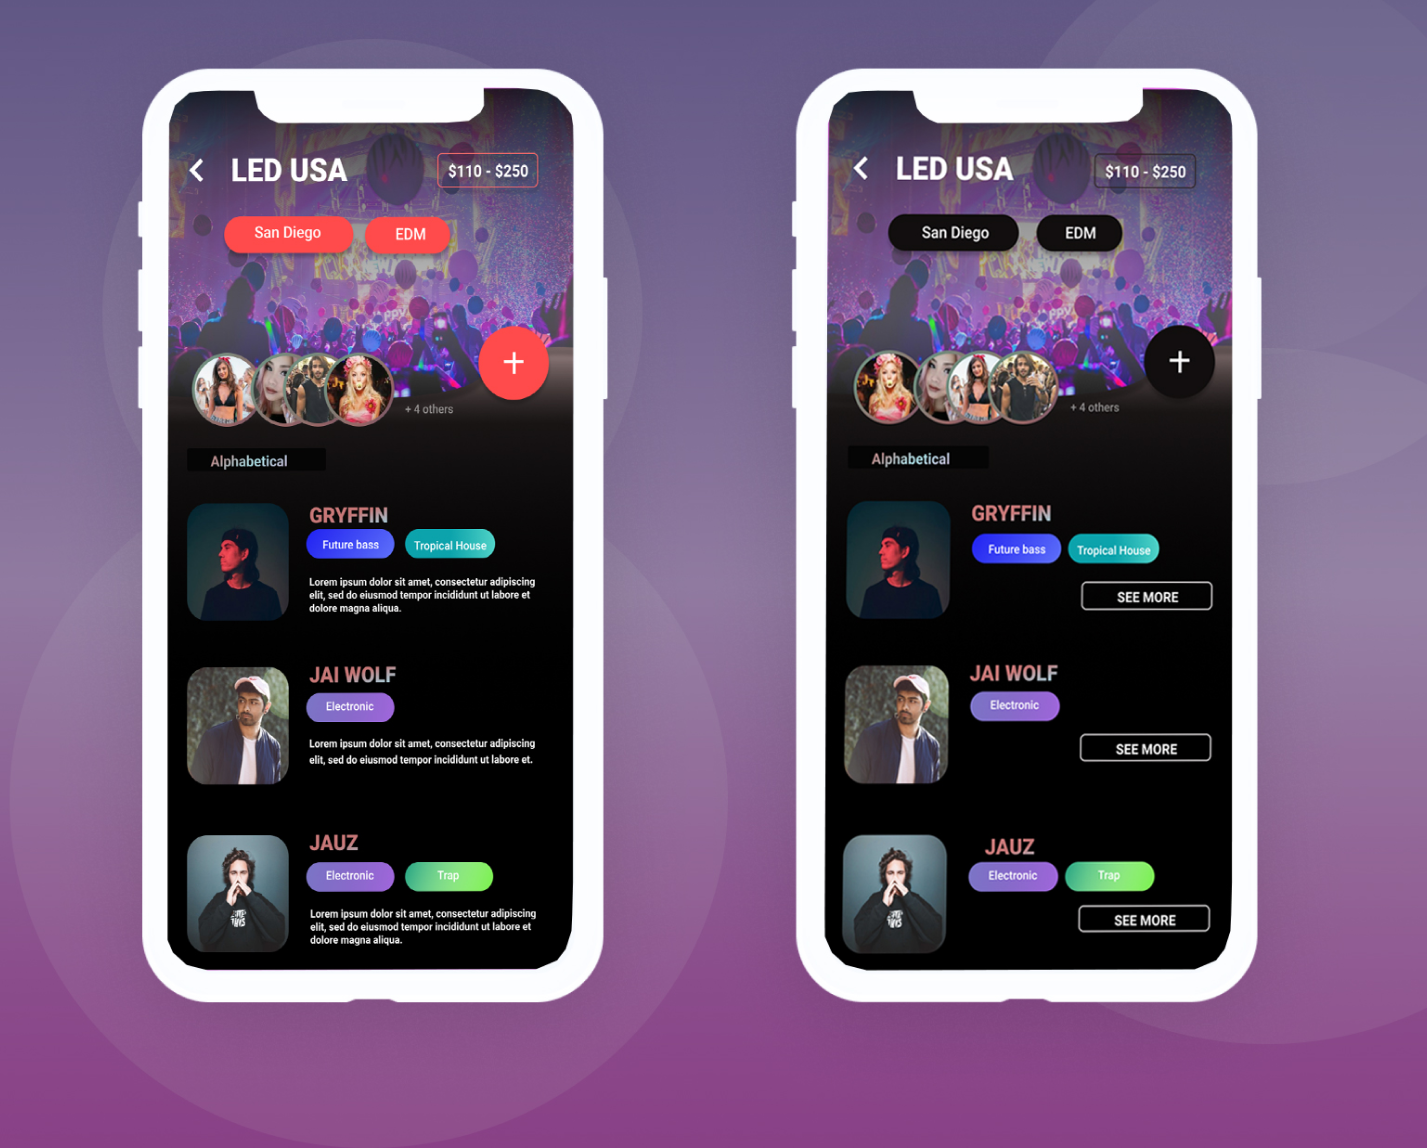 LED USA
$110 - $250
San Diego
EDM
+ 4 others
Alphabetical
GRYFFIN
Future bass
Tropical House
Lorem ipsum dolor sit amet, consectetur adipiscing
elit, sed do eiusmod tempor incididunt ut labore et
dolore magna aliqua.
JAI WOLF
Electronic
Lorem ipsum dolor sit amet, consectetur adipiscing
elit, sed do eiusmod tempor incididunt ut labore et.
JAUZ
Electronic
Trap
Lorem ipsum dolor sit amet, consectetur adipiscing
elit, sed do eiusmod tempor incididunt ut labore et
dolore magna aliqua.
LED USA
$110 - $250
San Diego
EDM
+ 4 others
Alphabetical
GRYFFIN
Future bass
Tropical House
SEE MORE
JAI WOLF
Electronic
SEE MORE
JAUZ
Electronic
Trap
SEE MORE